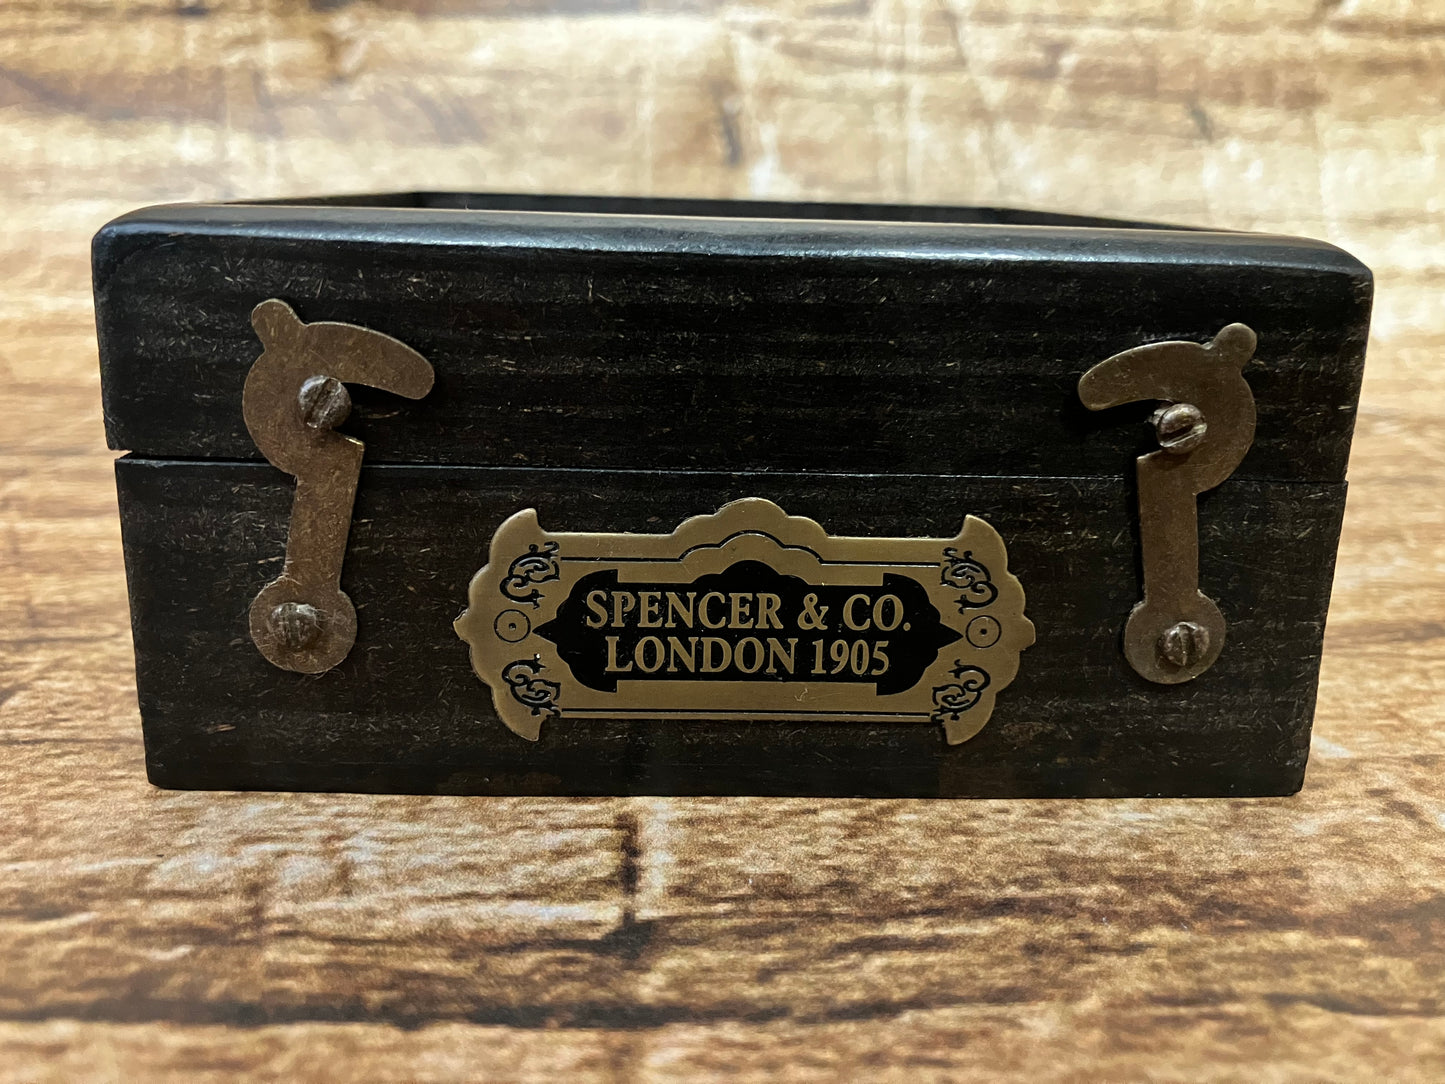 SPENCER & CO.
LONDON 1905